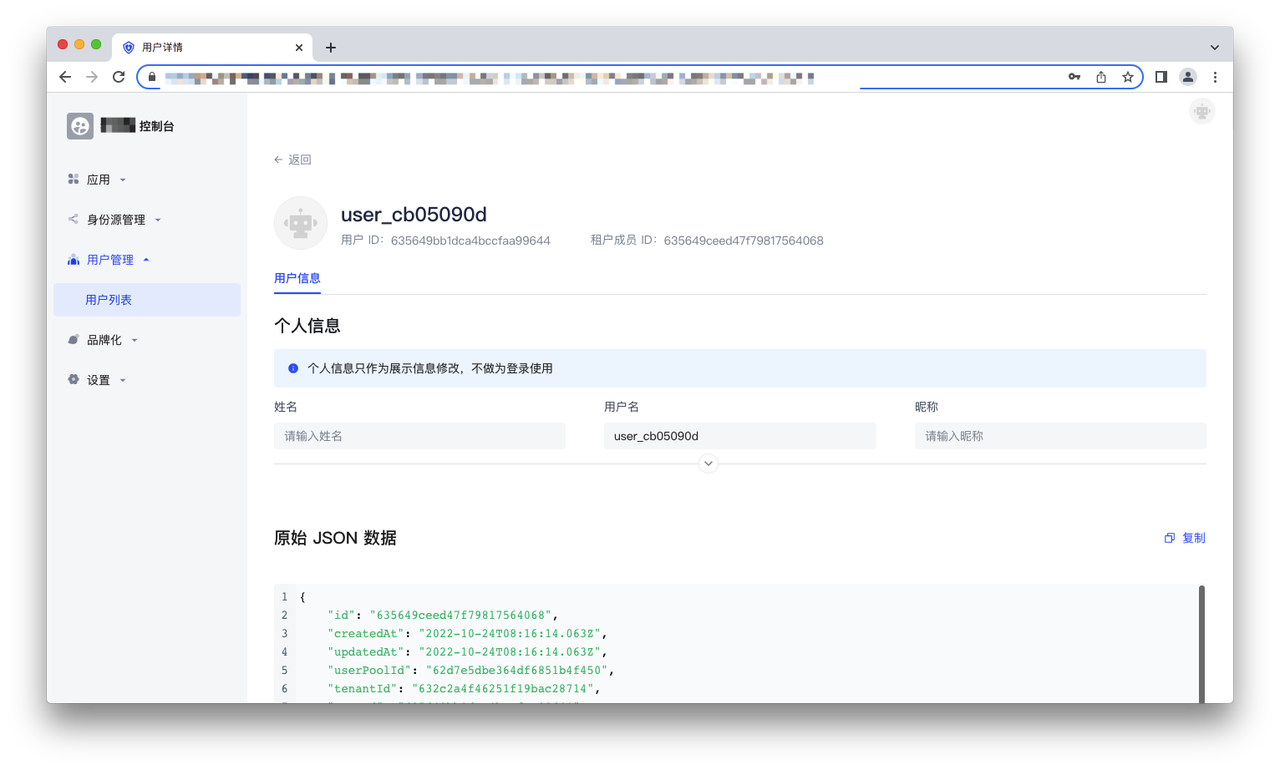 用户详情
控制台
应用
身份源管理
用户管理
用户列表
品牌化
设置
返回
user_cb05090d
用户 ID：635649bb1dca4bccfaa99644 租户成员 ID：635649ceed47f79817564068
用户信息
个人信息
个人信息只作为展示信息修改，不做为登录使用
姓名 用户名 昵称
请输入姓名 user_cb05090d 请输入昵称
原始 JSON 数据 复制
1 {
2 "id": "635649ceed47f79817564068",
3 "createdAt": "2022-10-24T08:16:14.063Z",
4 "updatedAt": "2022-10-24T08:16:14.063Z",
5 "userPoolId": "62d7e5dbe364df6851b4f450",
6 "tenantId": "632c2a4f46251f19bac28714",